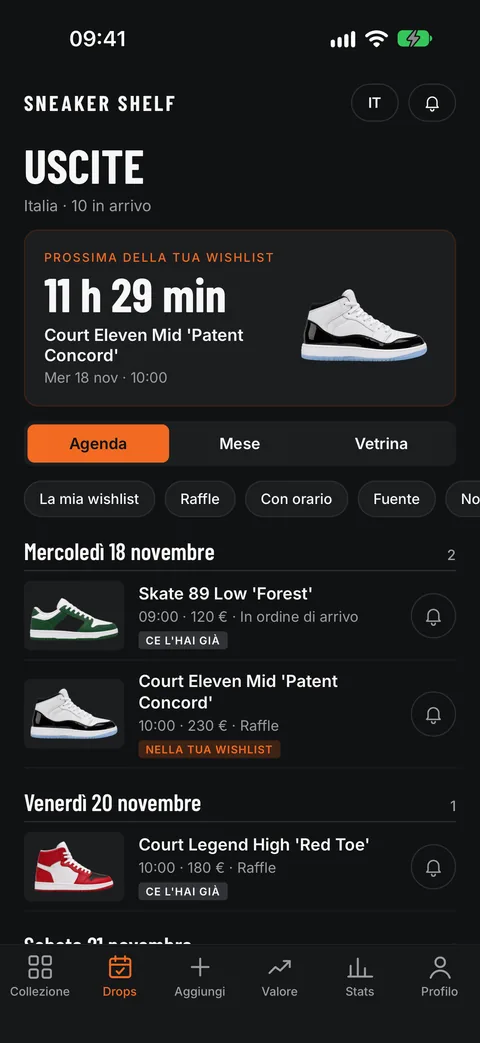 09:41
SNEAKER SHELF
IT
USCITE
Italia · 10 in arrivo
PROSSIMA DELLA TUA WISHLIST
11 h 29 min
Court Eleven Mid 'Patent
Concord'
Mer 18 nov · 10:00
Agenda
Mese
Vetrina
La mia wishlist
Raffle
Con orario
Fuente
No
Mercoledì 18 novembre
2
Skate 89 Low 'Forest'
09:00 · 120 € · In ordine di arrivo
CE L'HAI GIÀ
Court Eleven Mid 'Patent
Concord'
10:00 · 230 € · Raffle
NELLA TUA WISHLIST
Venerdì 20 novembre
1
Court Legend High 'Red Toe'
10:00 · 180 € · Raffle
CE L'HAI GIÀ
Sabato 21 novembre
Collezione
Drops
Aggiungi
Valore
Stats
Profilo